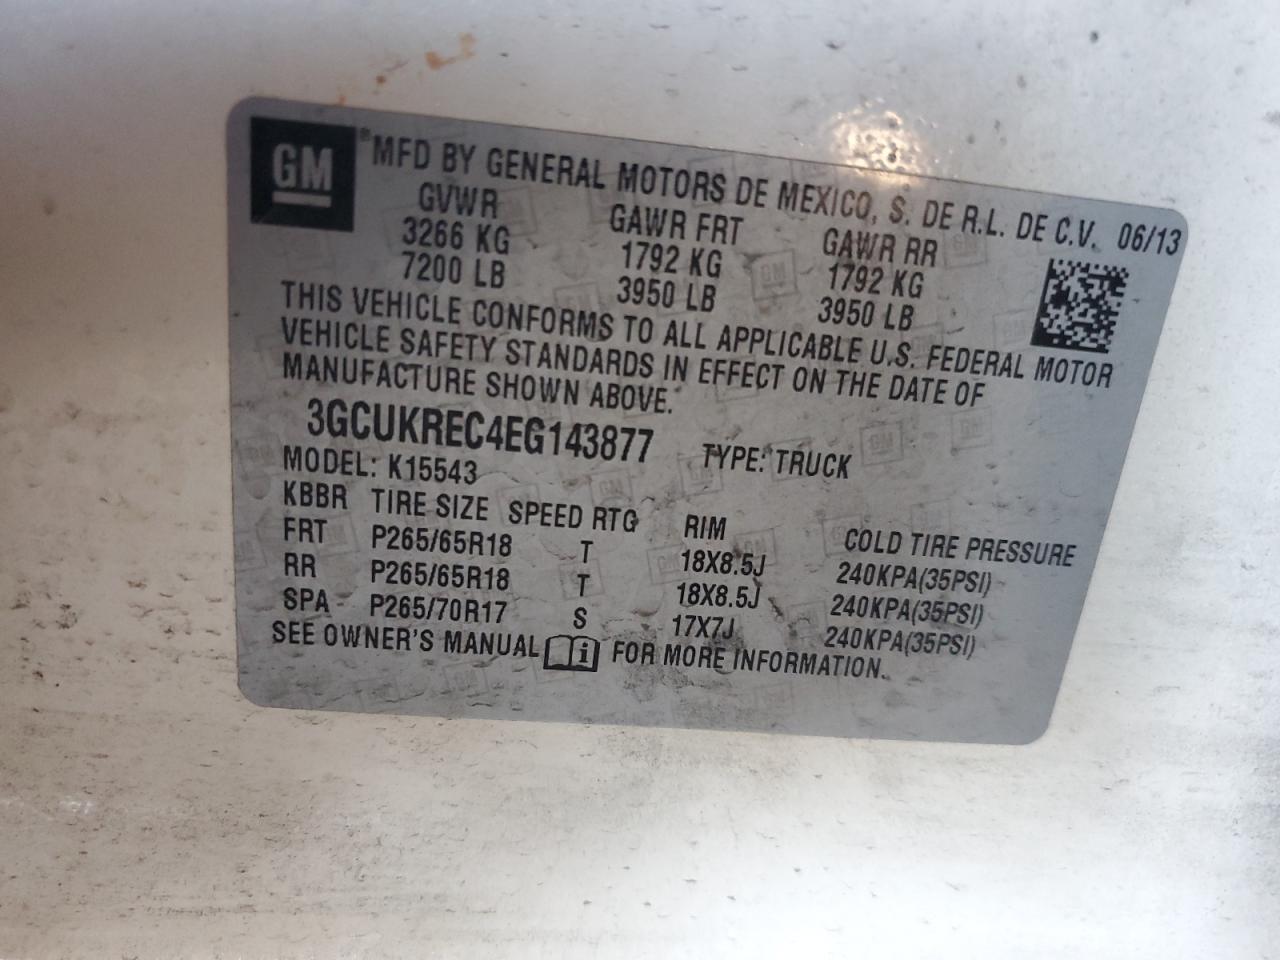 GM ® MFD BY GENERAL MOTORS DE MEXICO, S. DE R.L. DE C.V. 06/13
GVWR GAWR FRT GAWR RR
3266 KG 1792 KG 1792 KG
7200 LB 3950 LB 3950 LB
THIS VEHICLE CONFORMS TO ALL APPLICABLE U.S. FEDERAL MOTOR
VEHICLE SAFETY STANDARDS IN EFFECT ON THE DATE OF
MANUFACTURE SHOWN ABOVE.
3GCUKREC4EG143877 TYPE: TRUCK
MODEL: K15543
KBBR TIRE SIZE SPEED RTG RIM COLD TIRE PRESSURE
FRT P265/65R18 T 18X8.5J 240KPA(35PSI)
RR P265/65R18 T 18X8.5J 240KPA(35PSI)
SPA P265/70R17 S 17X7J 240KPA(35PSI)
SEE OWNER'S MANUAL i FOR MORE INFORMATION.